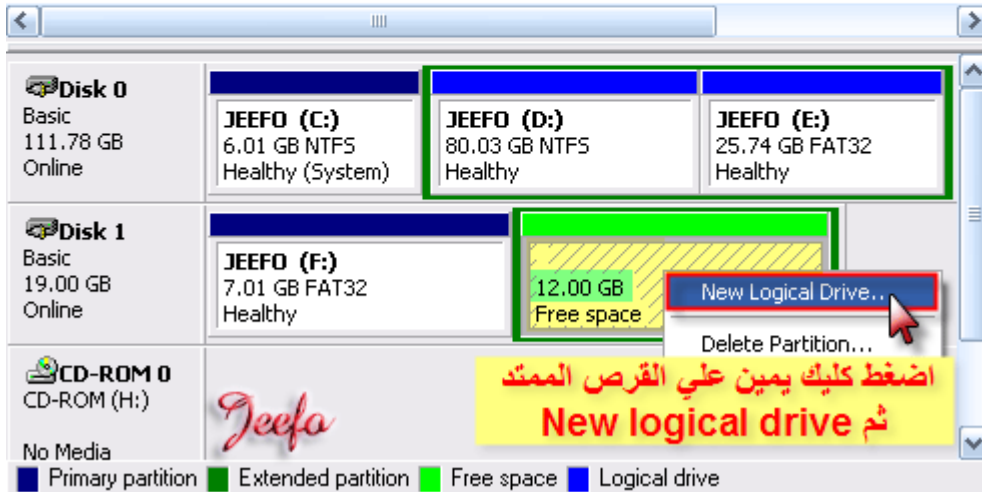 Disk 0
Basic
111.78 GB
Online
JEEFO (C:)
6.01 GB NTFS
Healthy (System)
JEEFO (D:)
80.03 GB NTFS
Healthy
JEEFO (E:)
25.74 GB FAT32
Healthy
Disk 1
Basic
19.00 GB
Online
JEEFO (F:)
7.01 GB FAT32
Healthy
12.00 GB
Free space
New Logical Drive...
Delete Partition...
CD-ROM 0
CD-ROM (H:)
No Media
Jeefo
اضغط كليك يمين علي القرص الممتد
ثم New logical drive
Primary partition Extended partition Free space Logical drive